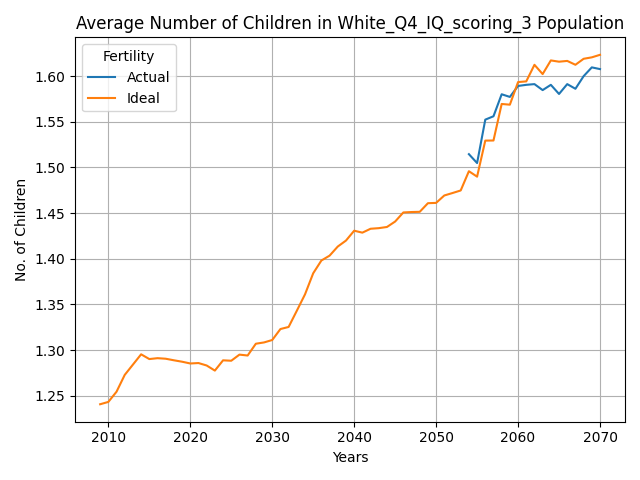 Average Number of Children in White_Q4_IQ_scoring_3 Population
Fertility
Actual
Ideal
No. of Children
1.60
1.55
1.50
1.45
1.40
1.35
1.30
1.25
2010 2020 2030 2040 2050 2060 2070
Years